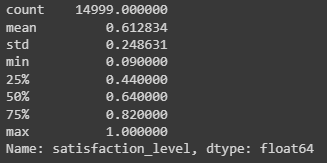 count    14999.000000
mean         0.612834
std          0.248631
min          0.090000
25%          0.440000
50%          0.640000
75%          0.820000
max          1.000000
Name: satisfaction_level, dtype: float64